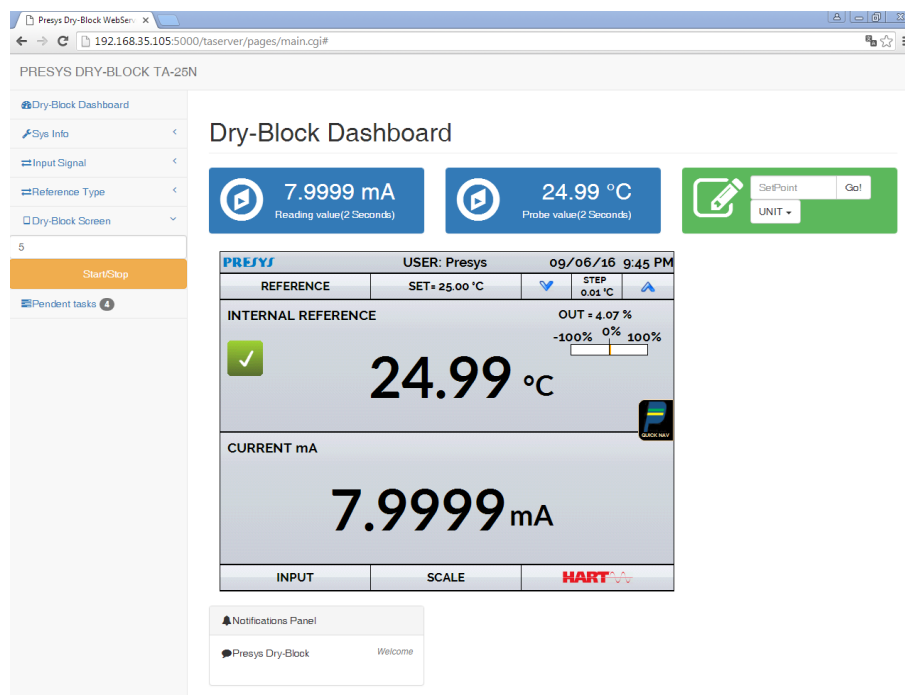 Presys Dry-Block WebServ
192.168.35.105:5000/taserver/pages/main.cgi#
PRESYS DRY-BLOCK TA-25N
Dry-Block Dashboard
Sys Info
Input Signal
Reference Type
Dry-Block Screen
5
Start/Stop
Pendent tasks 4
Dry-Block Dashboard
7.9999 mA
Reading value(2 Seconds)
24.99 °C
Probe value(2 Seconds)
SetPoint Go!
UNIT
PRESYS USER: Presys 09/06/16 9:45 PM
REFERENCE SET= 25.00 °C STEP
0.01 °C
INTERNAL REFERENCE OUT = 4.07 %
-100% 0% 100%
24.99 °C
QUICK NAV
CURRENT mA
7.9999 mA
INPUT SCALE HART
Notifications Panel
Presys Dry-Block Welcome